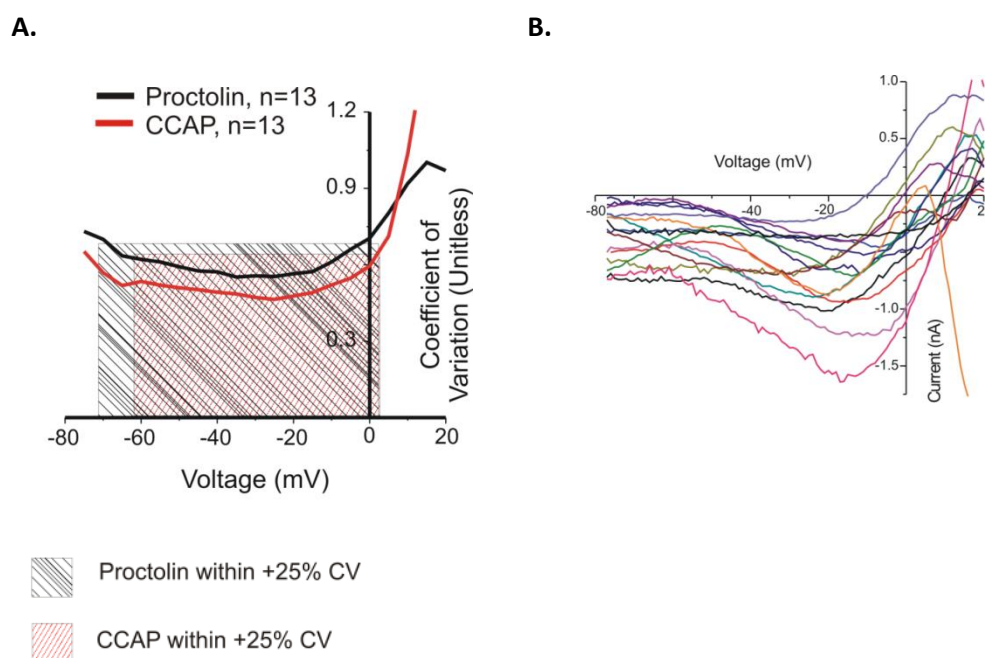 A.
B.
Proctolin, n=13
CCAP, n=13
1.2
0.9
0.3
Coefficient of
Variation (Unitless)
-80
-60
-40
-20
0
20
Voltage (mV)
Proctolin within +25% CV
CCAP within +25% CV
1.0
0.5
Voltage (mV)
-80
-60
-40
-20
2
-1.0
-1.5
Current (nA)